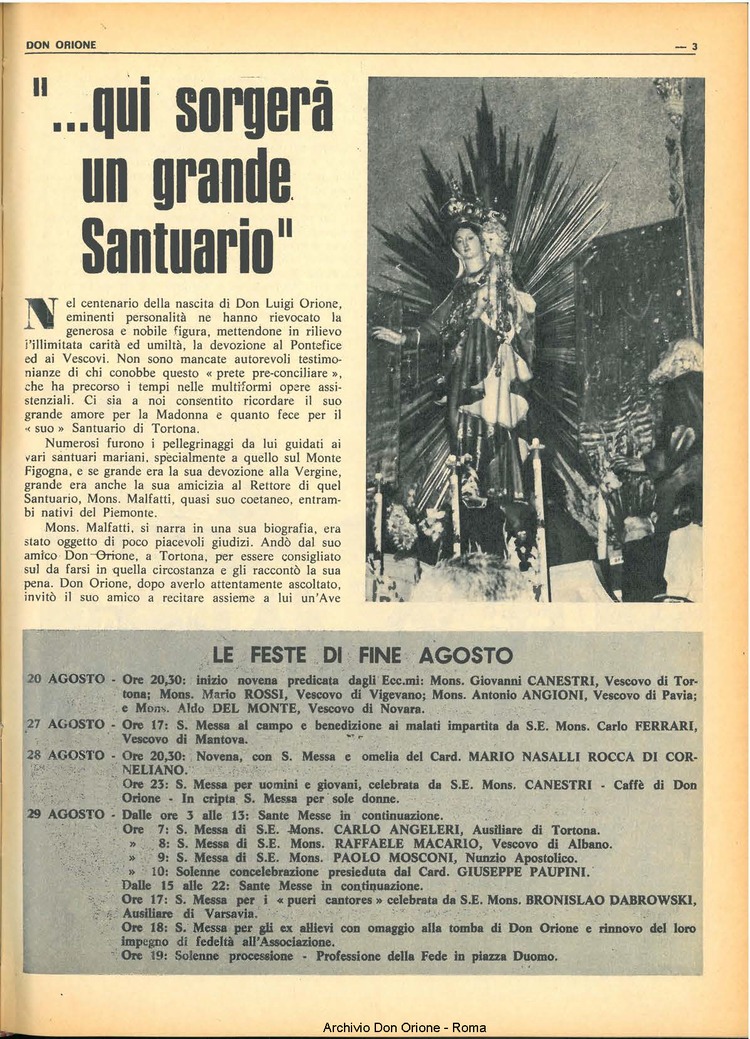 DON ORIONE — 3
"...qui sorgerà
un grande
Santuario"
Nel centenario della nascita di Don Luigi Orione,
eminenti personalità ne hanno rievocato la
generosa e nobile figura, mettendone in rilievo
l'illimitata carità ed umiltà, la devozione al Pontefice
ed ai Vescovi. Non sono mancate autorevoli testimo-
nianze di chi conobbe questo « prete pre-conciliare »,
che ha precorso i tempi nelle multiformi opere assi-
stenziali. Ci sia a noi consentito ricordare il suo
grande amore per la Madonna e quanto fece per il
« suo » Santuario di Tortona.
Numerosi furono i pellegrinaggi da lui guidati ai
vari santuari mariani, specialmente a quello sul Monte
Figogna, e se grande era la sua devozione alla Vergine,
grande era anche la sua amicizia al Rettore di quel
Santuario, Mons. Malfatti, quasi suo coetaneo, entram-
bi nativi del Piemonte.
Mons. Malfatti, si narra in una sua biografia, era
stato oggetto di poco piacevoli giudizi. Andò dal suo
amico Don Orione, a Tortona, per essere consigliato
sul da farsi in quella circostanza e gli raccontò la sua
pena. Don Orione, dopo averlo attentamente ascoltato,
invitò il suo amico a recitare assieme a lui un'Ave
LE FESTE DI FINE AGOSTO
20 AGOSTO - Ore 20,30: inizio novena predicata dagli Ecc.mi: Mons. Giovanni CANESTRI, Vescovo di Tor-
tona; Mons. Mario ROSSI, Vescovo di Vigevano; Mons. Antonio ANGIONI, Vescovo di Pavia;
e Mons. Aldo DEL MONTE, Vescovo di Novara.
27 AGOSTO - Ore 17: S. Messa al campo e benedizione ai malati impartita da S.E. Mons. Carlo FERRARI,
Vescovo di Mantova.
28 AGOSTO - Ore 20,30: Novena, con S. Messa e omelia del Card. MARIO NASALLI ROCCA DI COR-
NELIANO.
Ore 23: S. Messa per uomini e giovani, celebrata da S.E. Mons. CANESTRI - Caffè di Don
Orione - In cripta S. Messa per sole donne.
29 AGOSTO - Dalle ore 3 alle 13: Sante Messe in continuazione.
Ore 7: S. Messa di S.E. Mons. CARLO ANGELERI, Ausiliare di Tortona.
» 8: S. Messa di S.E. Mons. RAFFAELE MACARIO, Vescovo di Albano.
» 9: S. Messa di S.E. Mons. PAOLO MOSCONI, Nunzio Apostolico.
» 10: Solenne concelebrazione presieduta dal Card. GIUSEPPE PAUPINI.
Dalle 15 alle 22: Sante Messe in continuazione.
Ore 17: S. Messa per i « pueri cantores » celebrata da S.E. Mons. BRONISLAO DABROWSKI,
Ausiliare di Varsavia.
Ore 18: S. Messa per gli ex allievi con omaggio alla tomba di Don Orione e rinnovo del loro
impegno di fedeltà all'Associazione.
Ore 19: Solenne processione - Professione della Fede in piazza Duomo.
Archivio Don Orione - Roma